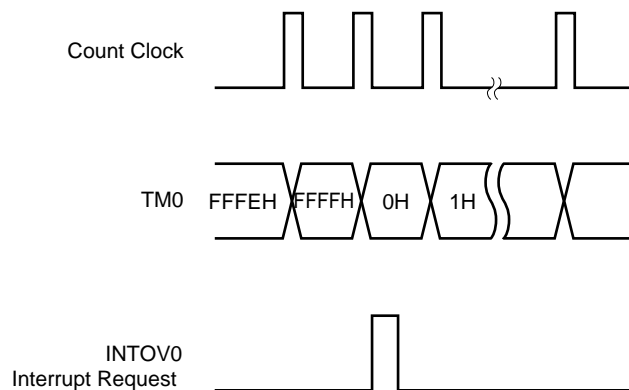 Count Clock
TM0
FFFEH
FFFFH
0H
1H
INTOV0
Interrupt Request